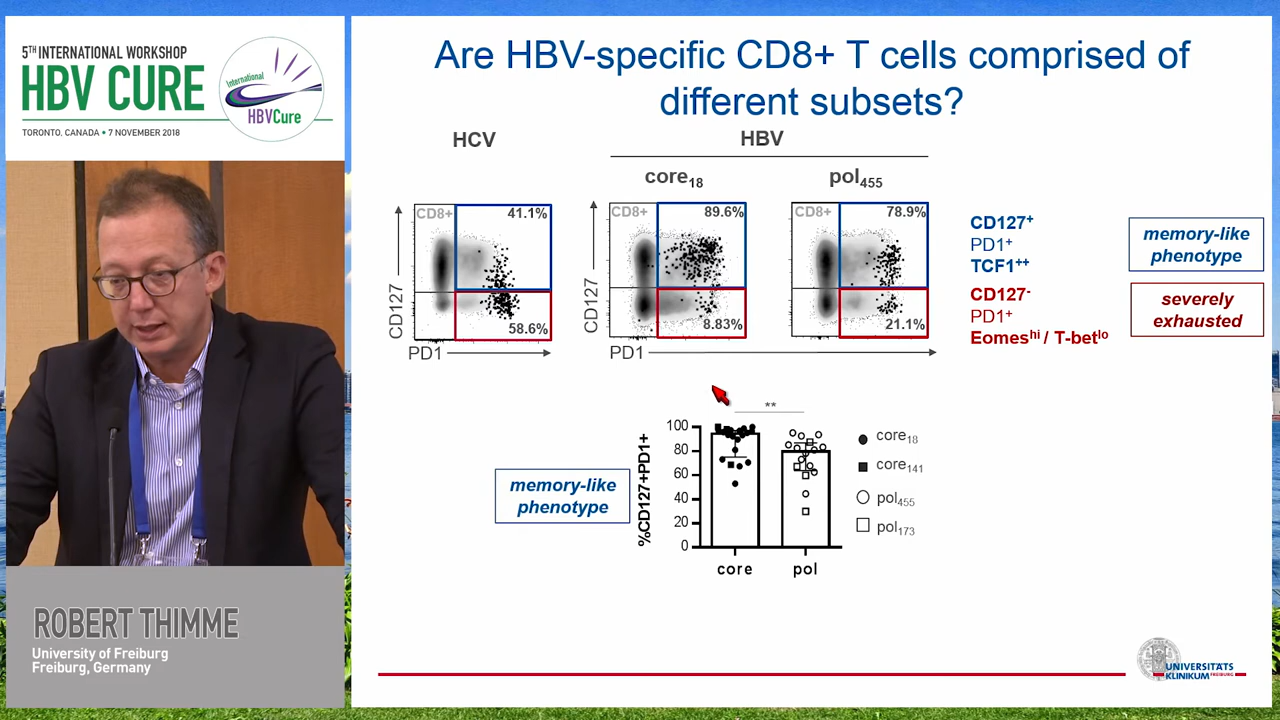 5TH INTERNATIONAL WORKSHOP
HBV CURE
TORONTO, CANADA • 7 NOVEMBER 2018
International
HBVCure
ROBERT THIMME
University of Freiburg
Freiburg, Germany
Are HBV-specific CD8+ T cells comprised of
different subsets?
HCV
HBV
core18
pol455
CD8+
41.1%
58.6%
CD127
PD1
CD8+
89.6%
8.83%
CD127
PD1
CD8+
78.9%
21.1%
CD127+
PD1+
TCF1++
memory-like
phenotype
CD127-
PD1+
Eomeshi / T-betlo
severely
exhausted
memory-like
phenotype
%CD127+PD1+
**
100
80
60
40
20
0
core
pol
core18
core141
pol455
pol173
UNIVERSITÄTS
KLINIKUM FREIBURG